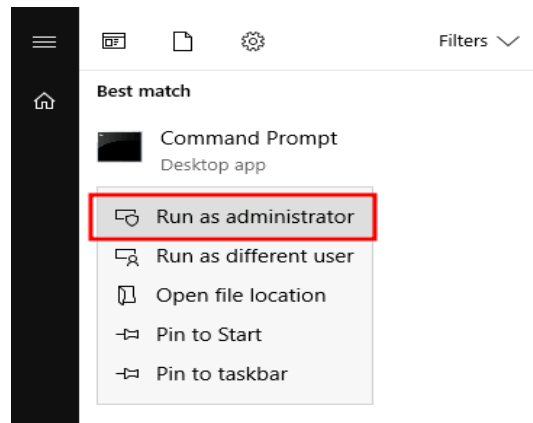 Filters
Best match
Command Prompt
Desktop app
Run as administrator
Run as different user
Open file location
Pin to Start
Pin to taskbar